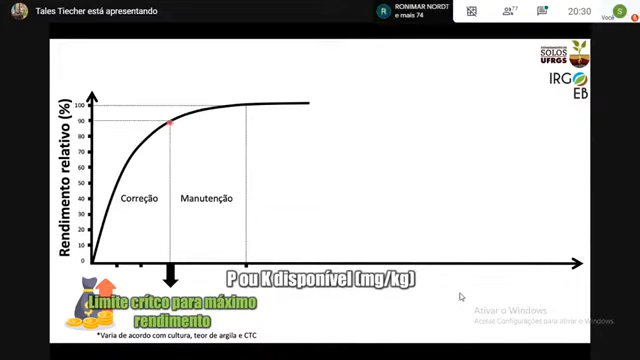 Tales Tiecher está apresentando
R
RONIMAR NORDT
e mais 74
77
20:30
S
SOLOS
UFRGS
IRG
EB
Rendimento relativo (%)
100
90
80
70
60
50
40
30
20
10
0
Correção
Manutenção
P ou K disponível (mg/kg)
Limite crítco para máximo
rendimento
*Varia de acordo com cultura, teor de argila e CTC
Ativar o Windows
Acesse Configurações para ativar o Windows.